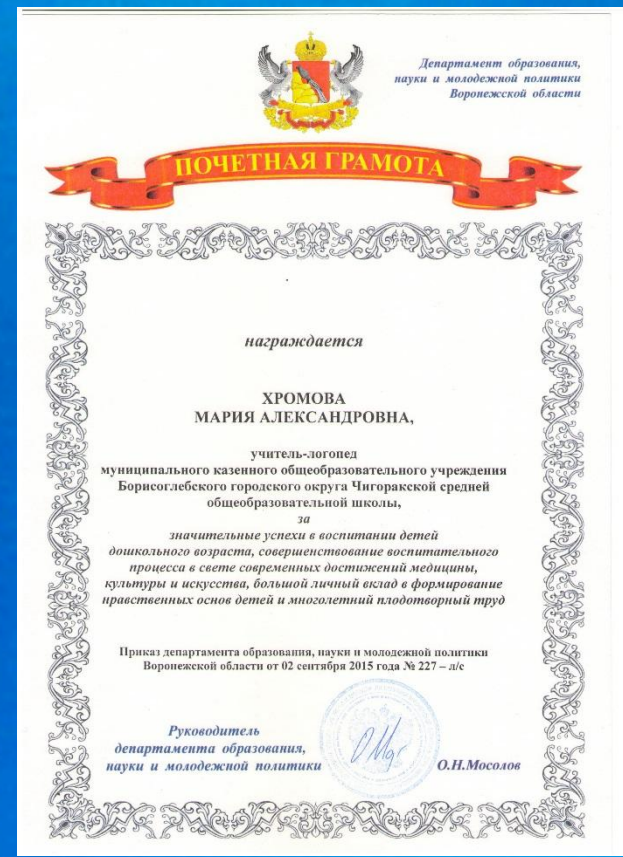 Департамент образования,
науки и молодежной политики
Воронежской области
ПОЧЕТНАЯ ГРАМОТА
награждается
ХРОМОВА
МАРИЯ АЛЕКСАНДРОВНА,
учитель-логопед
муниципального казенного общеобразовательного учреждения
Борисоглебского городского округа Чигоракской средней
общеобразовательной школы,
за
значительные успехи в воспитании детей
дошкольного возраста, совершенствование воспитательного
процесса в свете современных достижений медицины,
культуры и искусства, большой личный вклад в формирование
нравственных основ детей и многолетний плодотворный труд
Приказ департамента образования, науки и молодежной политики
Воронежской области от 02 сентября 2015 года № 227 – л/с
Руководитель
департамента образования,
науки и молодежной политики
О.Н.Мосолов